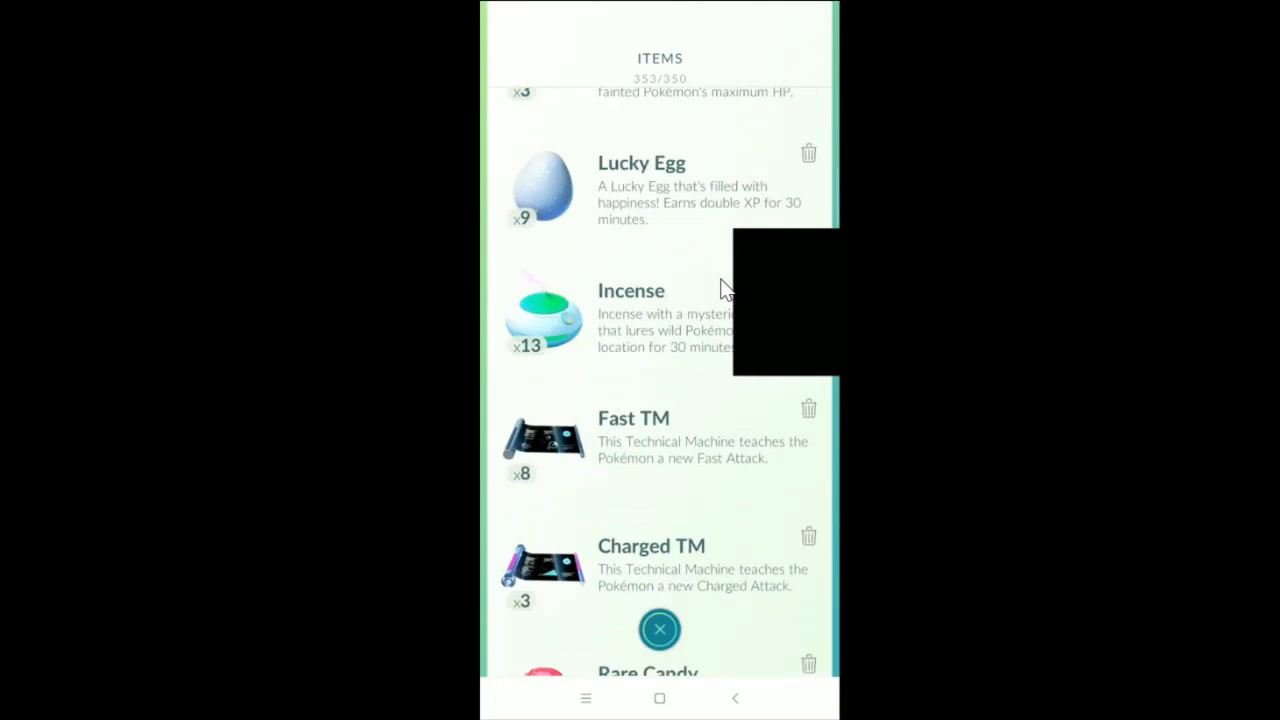 ITEMS
353/350
x3
fainted Pokémon's maximum HP.
Lucky Egg
A Lucky Egg that's filled with
happiness! Earns double XP for 30
minutes.
x9
Incense
Incense with a
that lures wild
location for 30 minutes
x13
Fast TM
This Technical Machine teaches the
Pokémon a new Fast Attack.
x8
Charged TM
This Technical Machine teaches the
Pokémon a new Charged Attack.
x3
Rare Candy